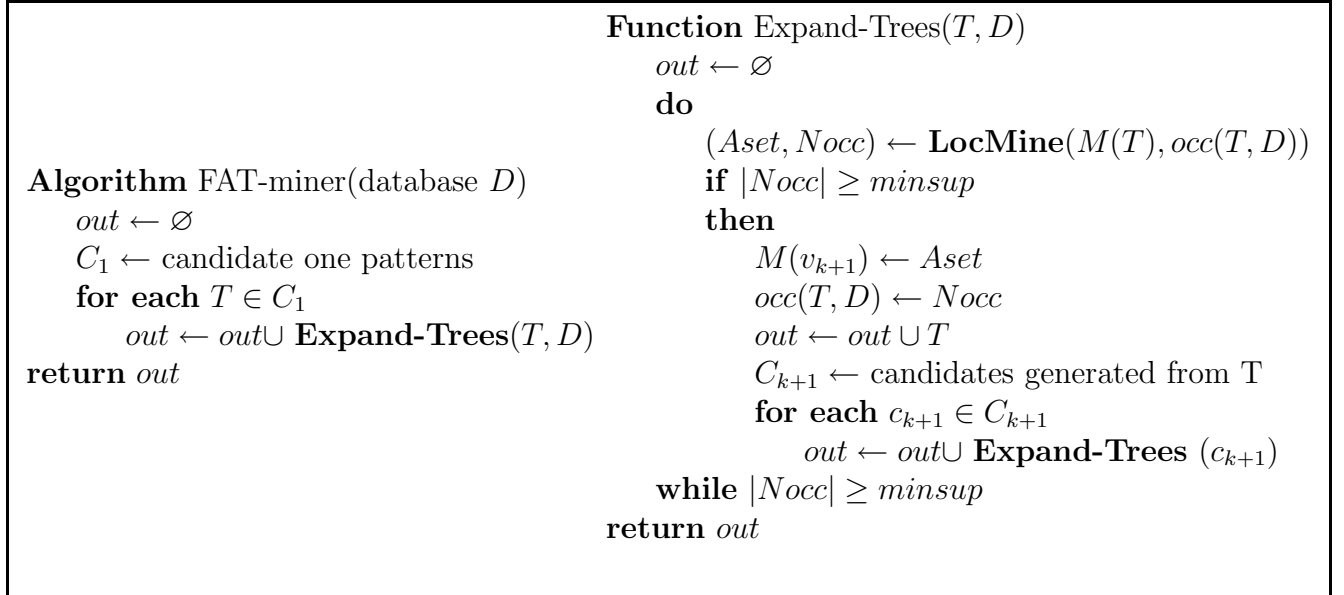 Algorithm FAT-miner(database D)
out ← ∅
C₁ ← candidate one patterns
for each T ∈ C₁
out ← out∪ Expand-Trees(T, D)
return out
Function Expand-Trees(T, D)
out ← ∅
do
(Aset, Nocc) ← LocMine(M(T), occ(T, D))
if |Nocc| ≥ minsup
then
M(vₖ₊₁) ← Aset
occ(T, D) ← Nocc
out ← out ∪ T
Cₖ₊₁ ← candidates generated from T
for each cₖ₊₁ ∈ Cₖ₊₁
out ← out∪ Expand-Trees (cₖ₊₁)
while |Nocc| ≥ minsup
return out